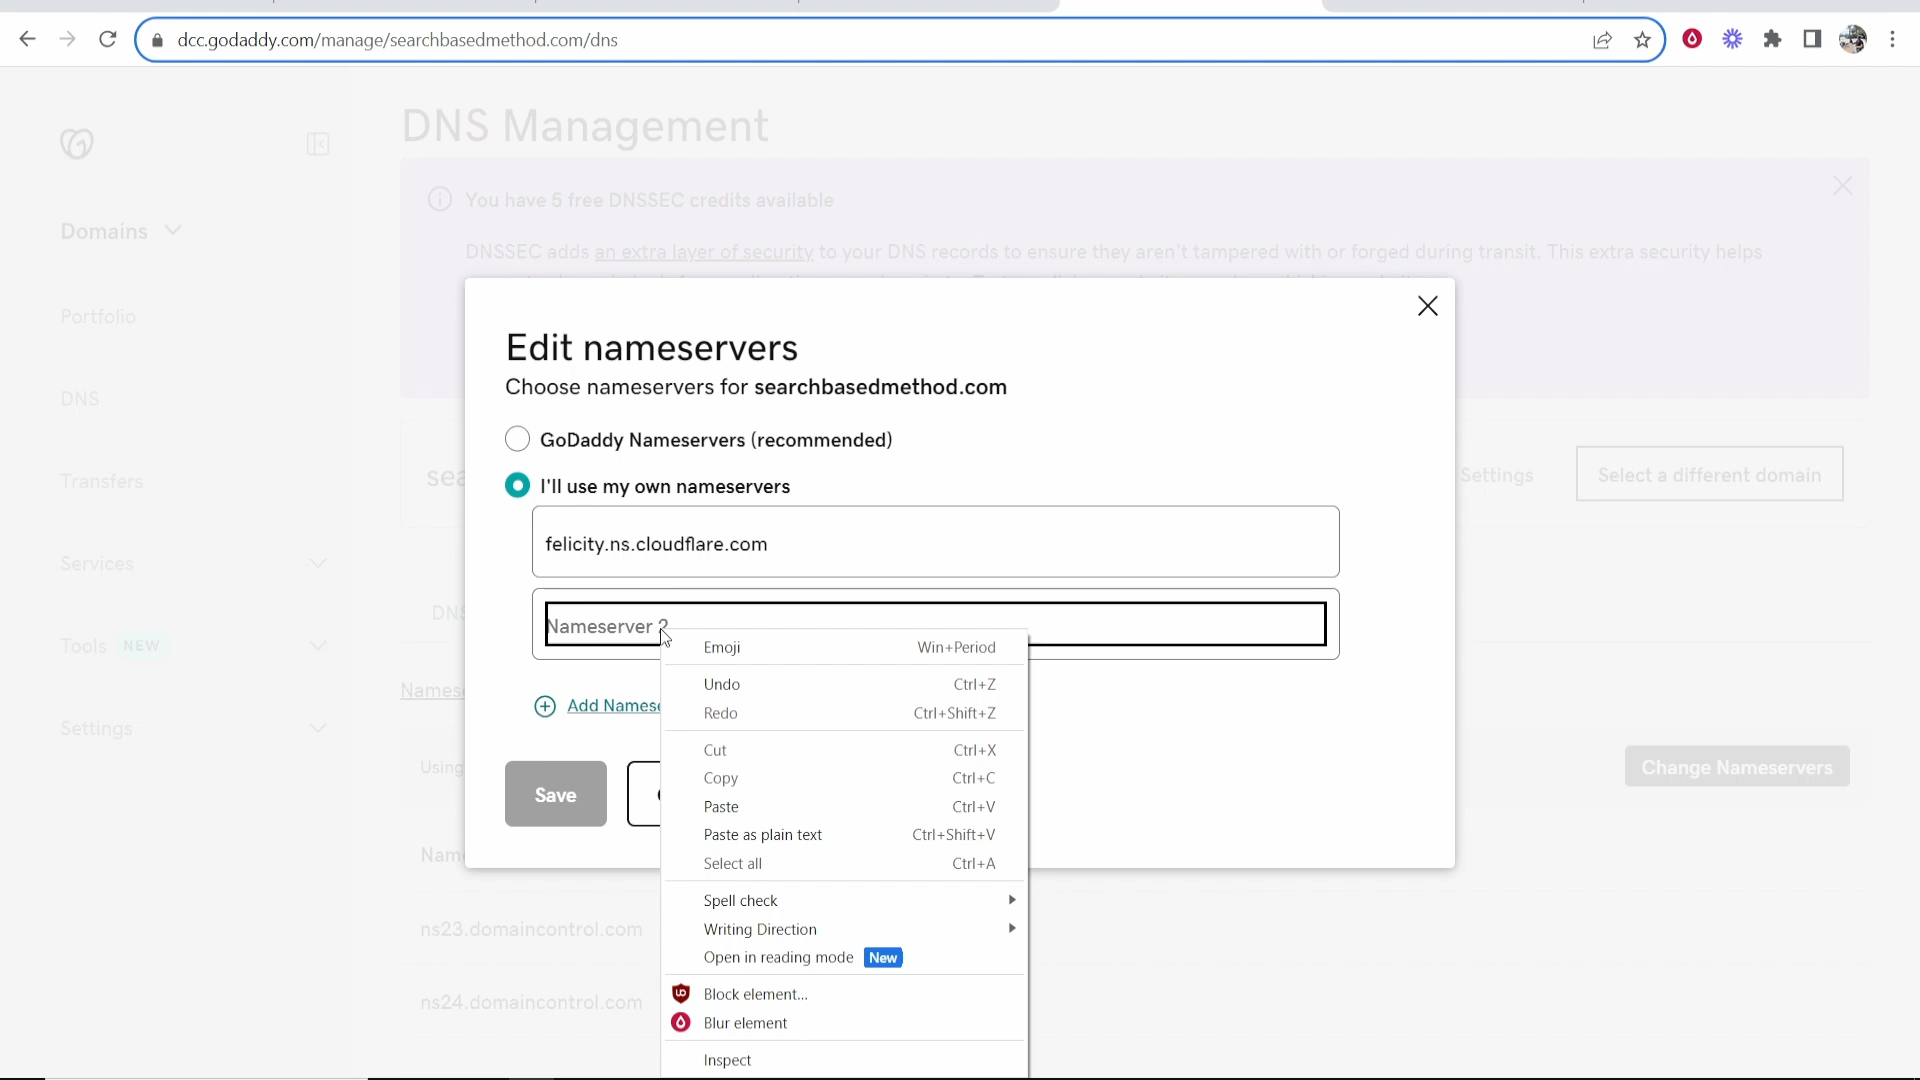 dcc.godaddy.com/manage/searchbasedmethod.com/dns
DNS Management
You have 5 free DNSSEC credits available
DNSSEC adds an extra layer of security to your DNS records to ensure they aren't tampered with or forged during transit. This extra security helps
Domains
Portfolio
DNS
Transfers
Services
Tools NEW
Settings
Edit nameservers
Choose nameservers for searchbasedmethod.com
GoDaddy Nameservers (recommended)
I'll use my own nameservers
felicity.ns.cloudflare.com
Nameserver 2
Add Namese
Save
Settings
Select a different domain
DNS
Namese
Using
Change Nameservers
Nam
ns23.domaincontrol.com
ns24.domaincontrol.com
Emoji Win+Period
Undo Ctrl+Z
Redo Ctrl+Shift+Z
Cut Ctrl+X
Copy Ctrl+C
Paste Ctrl+V
Paste as plain text Ctrl+Shift+V
Select all Ctrl+A
Spell check
Writing Direction
Open in reading mode New
Block element...
Blur element
Inspect